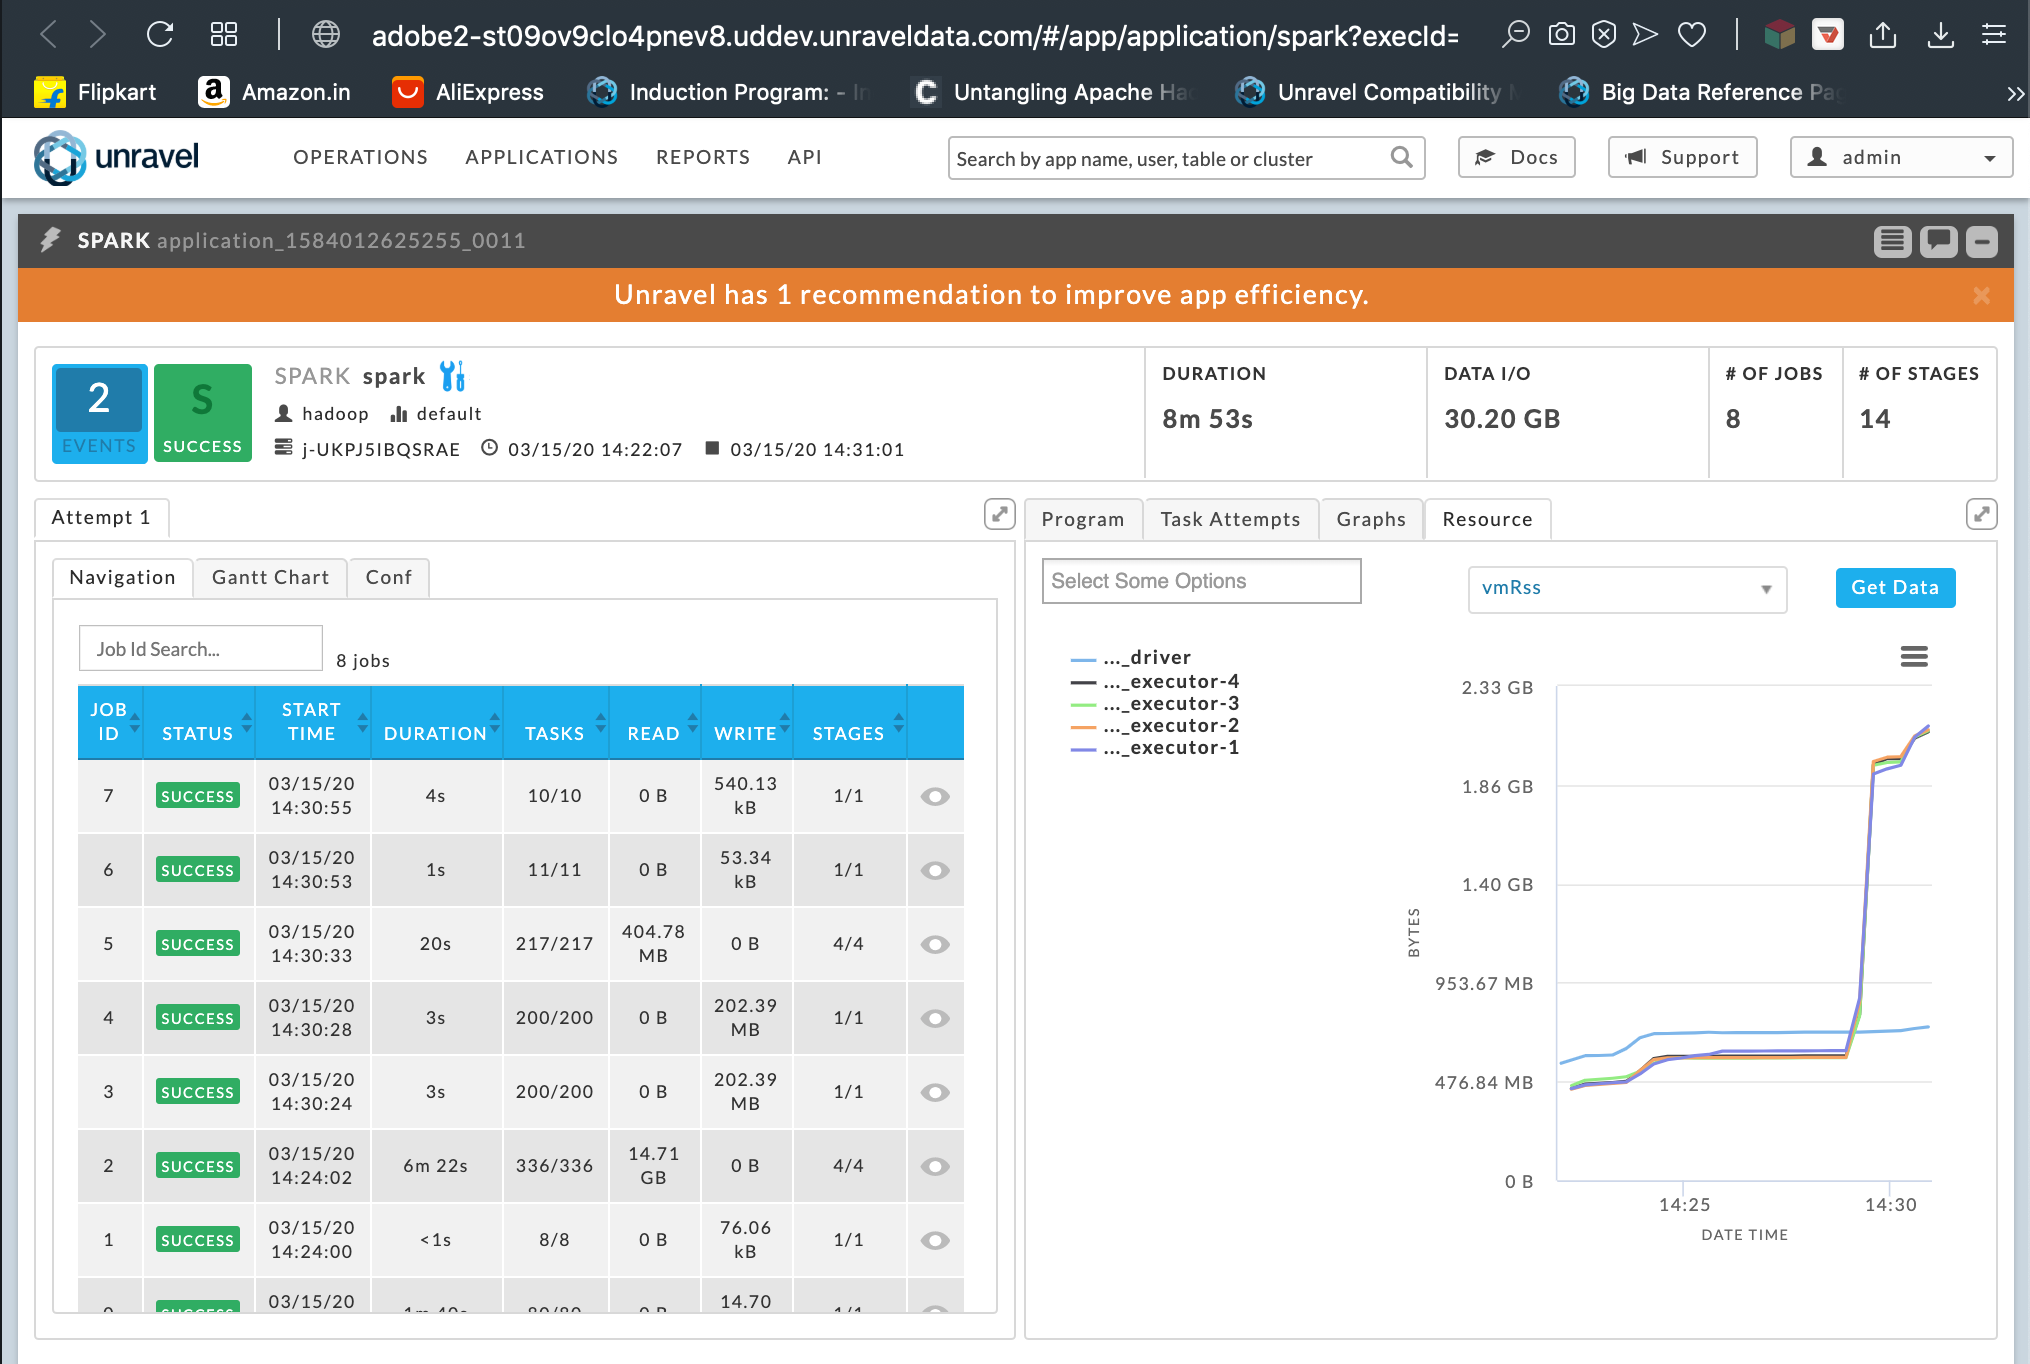 adobe2-st09ov9clo4pnev8.uddev.unraveldata.com/#/app/application/spark?execId=
Flipkart Amazon.in AliExpress Induction Program: - Untangling Apache Unravel Compatibility Big Data Reference
unravel OPERATIONS APPLICATIONS REPORTS API Search by app name, user, table or cluster Docs Support admin
SPARK application_1584012625255_0011
Unravel has 1 recommendation to improve app efficiency.
2 EVENTS
S SUCCESS
SPARK spark
hadoop default
j-UKPJ5IBQSRAE 03/15/20 14:22:07 03/15/20 14:31:01
DURATION
8m 53s
DATA I/O
30.20 GB
# OF JOBS
8
# OF STAGES
14
Attempt 1
Navigation Gantt Chart Conf
Job Id Search... 8 jobs
JOB ID STATUS START TIME DURATION TASKS READ WRITE STAGES
7 SUCCESS 03/15/20 14:30:55 4s 10/10 0 B 540.13 kB 1/1
6 SUCCESS 03/15/20 14:30:53 1s 11/11 0 B 53.34 kB 1/1
5 SUCCESS 03/15/20 14:30:33 20s 217/217 404.78 MB 0 B 4/4
4 SUCCESS 03/15/20 14:30:28 3s 200/200 0 B 202.39 MB 1/1
3 SUCCESS 03/15/20 14:30:24 3s 200/200 0 B 202.39 MB 1/1
2 SUCCESS 03/15/20 14:24:02 6m 22s 336/336 14.71 GB 0 B 4/4
1 SUCCESS 03/15/20 14:24:00 <1s 8/8 0 B 76.06 kB 1/1
03/15/20 14.70
Program Task Attempts Graphs Resource
Select Some Options vmRss Get Data
..._driver
..._executor-4
..._executor-3
..._executor-2
..._executor-1
2.33 GB
1.86 GB
1.40 GB
953.67 MB
476.84 MB
0 B
BYTES
14:25 14:30
DATE TIME